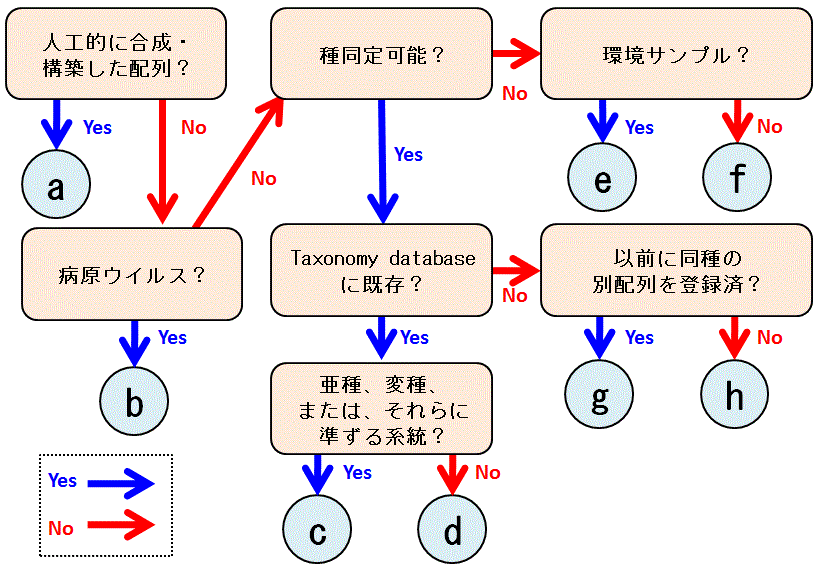 人工的に合成・
構築した配列？
Yes
No
a
病原ウイルス？
Yes
No
b
種同定可能？
Yes
No
Taxonomy database
に既存？
Yes
No
亜種、変種、
または、それらに
準ずる系統？
Yes
No
c
d
環境サンプル？
Yes
No
e
f
以前に同種の
別配列を登録済？
Yes
No
g
h
Yes
No